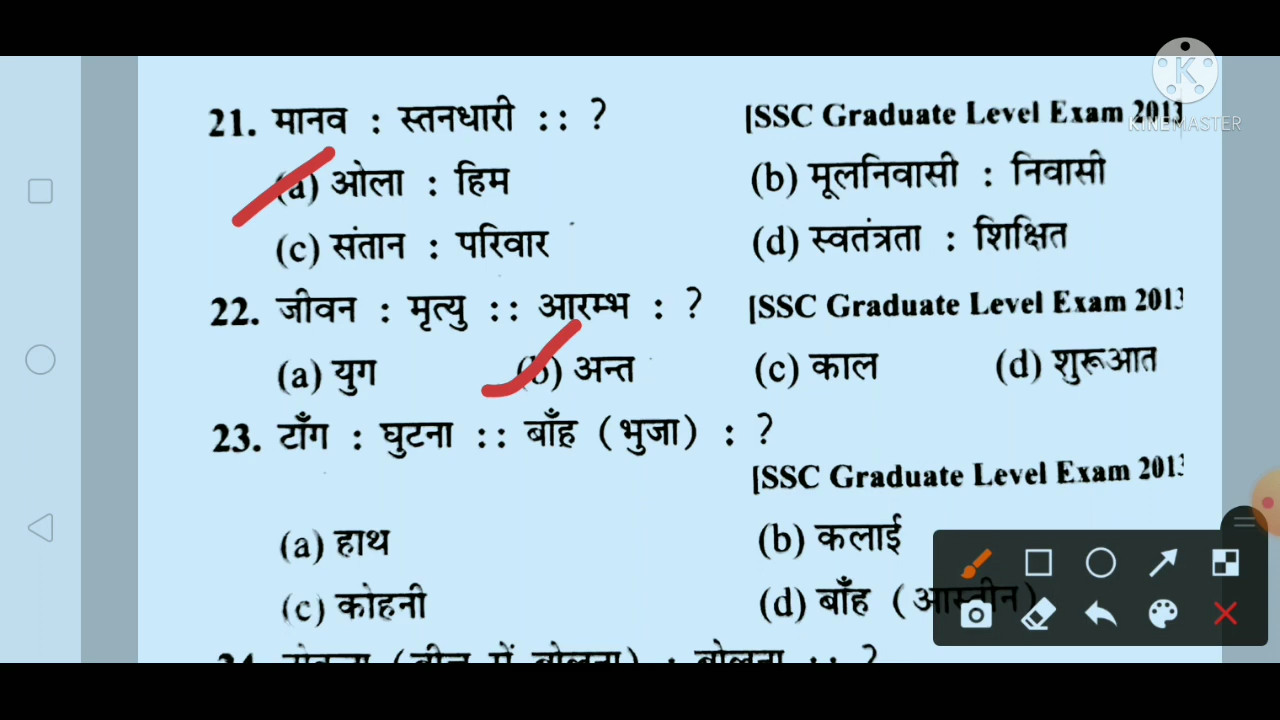 KINEMASTER
21. मानव : स्तनधारी :: ? [SSC Graduate Level Exam 2013
(a) ओला : हिम (b) मूलनिवासी : निवासी
(c) संतान : परिवार (d) स्वतंत्रता : शिक्षित
22. जीवन : मृत्यु :: आरम्भ : ? [SSC Graduate Level Exam 2013
(a) युग (b) अन्त (c) काल (d) शुरूआत
23. टाँग : घुटना :: बाँह (भुजा) : ?
[SSC Graduate Level Exam 2013
(a) हाथ (b) कलाई
(c) कोहनी (d) बाँह (आस्तीन)